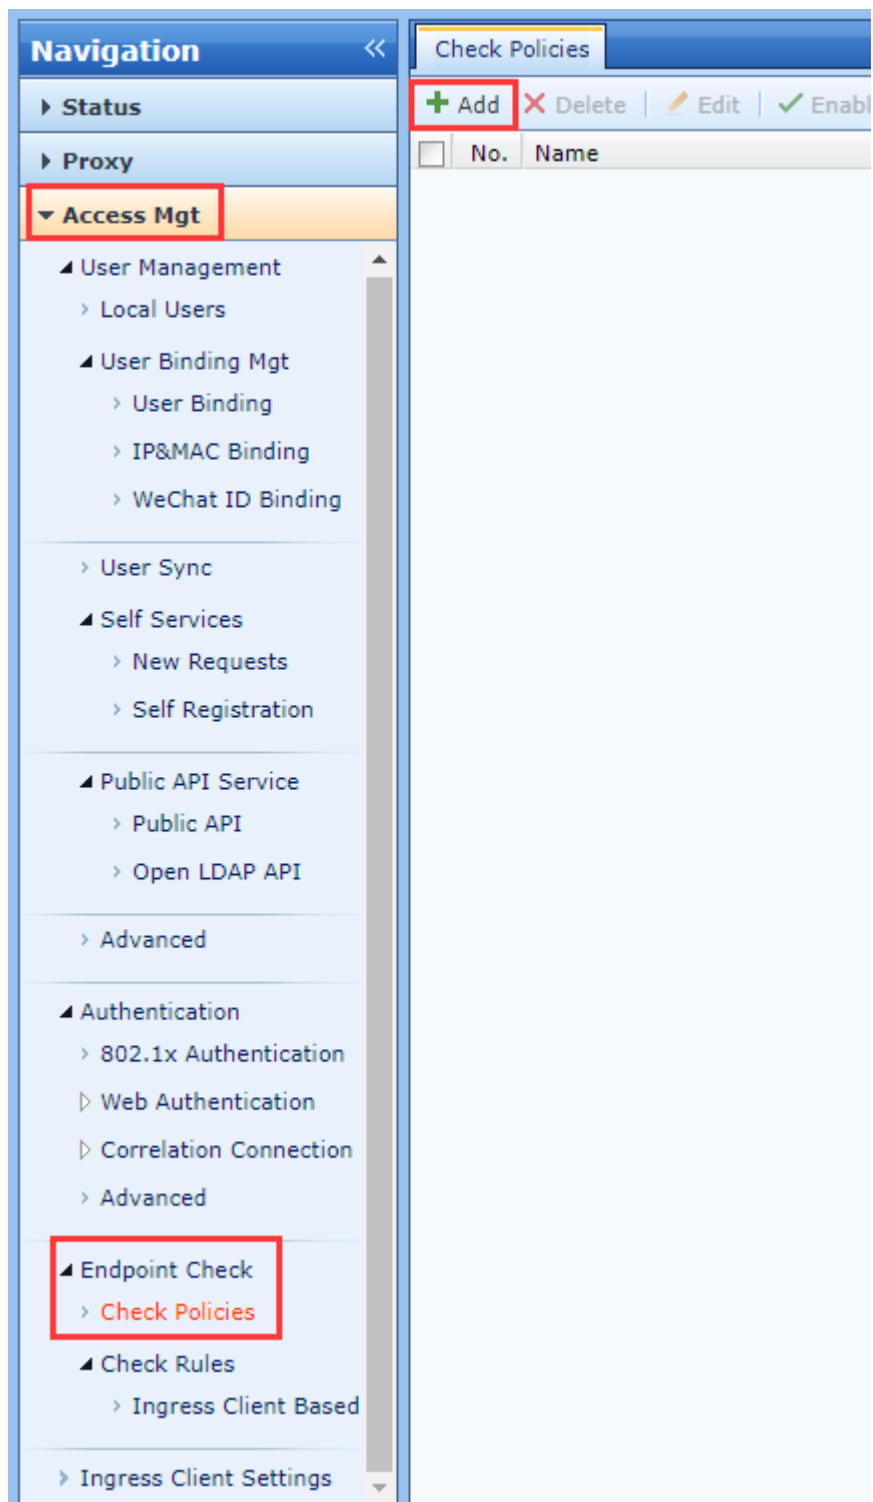 Navigation
Status
Proxy
Access Mgt
User Management
Local Users
User Binding Mgt
User Binding
IP&MAC Binding
WeChat ID Binding
User Sync
Self Services
New Requests
Self Registration
Public API Service
Public API
Open LDAP API
Advanced
Authentication
802.1x Authentication
Web Authentication
Correlation Connection
Advanced
Endpoint Check
Check Policies
Check Rules
Ingress Client Based
Ingress Client Settings
Check Policies
Add Delete Edit Enabl
No. Name